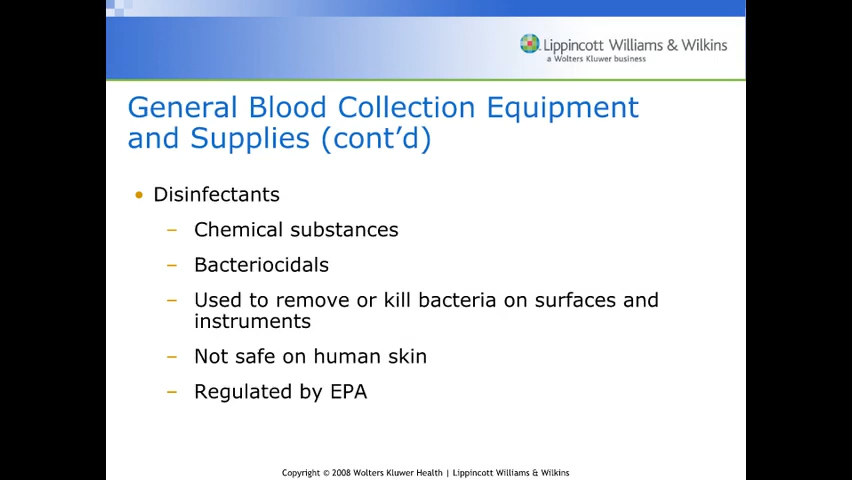 Lippincott Williams & Wilkins
a Wolters Kluwer business
General Blood Collection Equipment
and Supplies (cont’d)
• Disinfectants
– Chemical substances
– Bacteriocidals
– Used to remove or kill bacteria on surfaces and
instruments
– Not safe on human skin
– Regulated by EPA
Copyright © 2008 Wolters Kluwer Health | Lippincott Williams & Wilkins